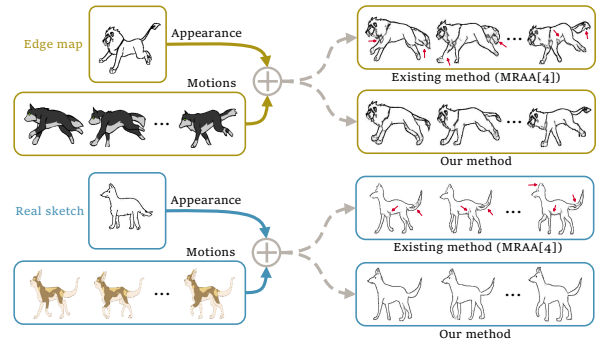 Edge map
Appearance
Motions
...
...
Existing method (MRAA[4])
...
Our method
Real sketch
Appearance
Motions
...
...
Existing method (MRAA[4])
...
Our method